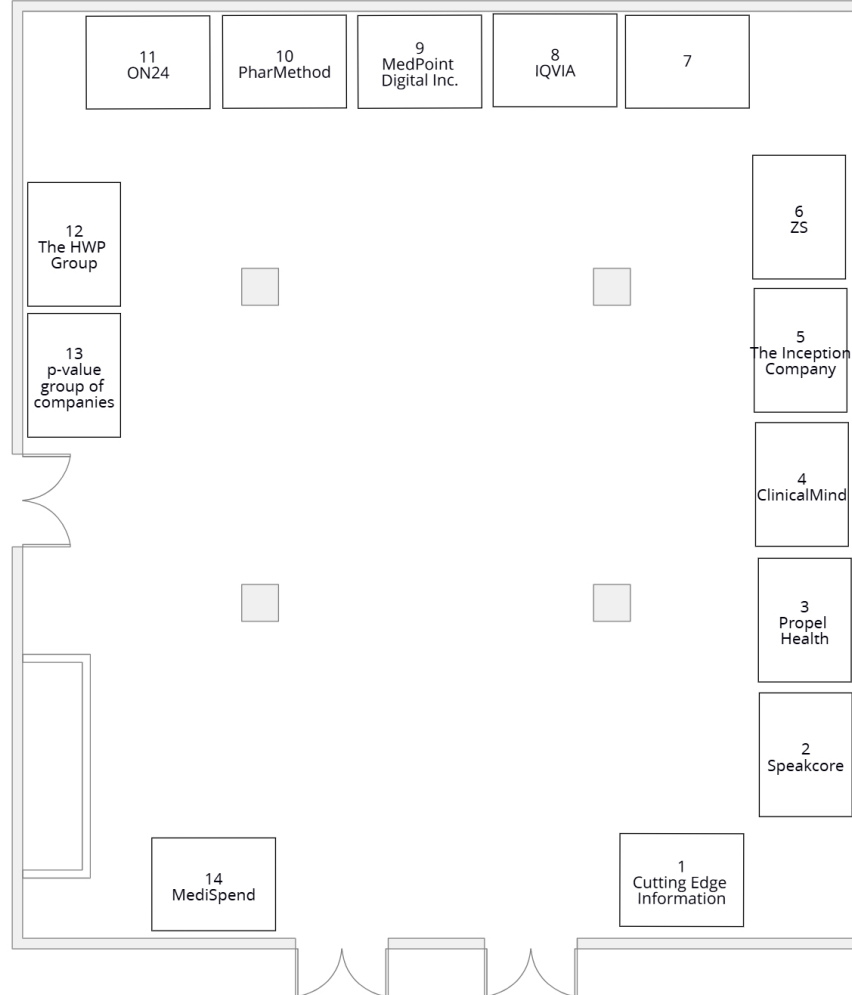 11
ON24
10
PharMethod
9
MedPoint
Digital Inc.
8
IQVIA
7
12
The HWP
Group
6
ZS
13
p-value
group of
companies
5
The Inception
Company
4
ClinicalMind
3
Propel
Health
2
Speakcore
14
MediSpend
1
Cutting Edge
Information